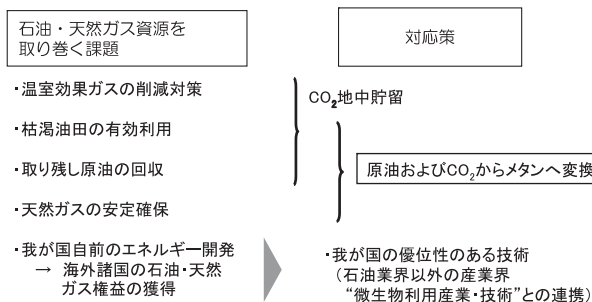 石油・天然ガス資源を
取り巻く課題
対応策
・温室効果ガスの削減対策
・枯渇油田の有効利用
・取り残し原油の回収
・天然ガスの安定確保
・我が国自前のエネルギー開発
→ 海外諸国の石油・天然
ガス権益の獲得
CO₂地中貯留
原油およびCO₂からメタンへ変換
・我が国の優位性のある技術
(石油業界以外の産業界
“微生物利用産業・技術”との連携)